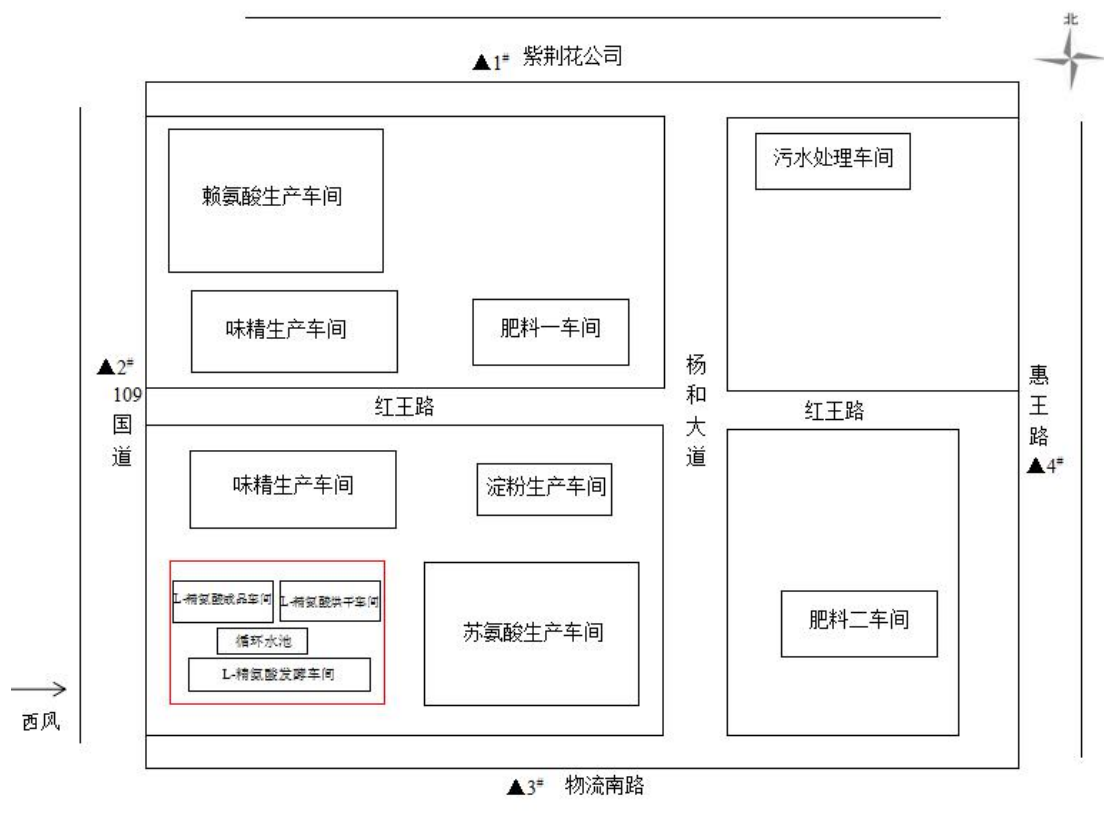 北
▲1# 紫荆花公司
污水处理车间
赖氨酸生产车间
味精生产车间
肥料一车间
▲2#
109
国
道
杨
和
大
道
惠
王
路
▲4#
红王路
红王路
味精生产车间
淀粉生产车间
L-精氨酸成品车间
L-精氨酸烘干车间
循环水池
L-精氨酸发酵车间
苏氨酸生产车间
肥料二车间
西风
▲3# 物流南路